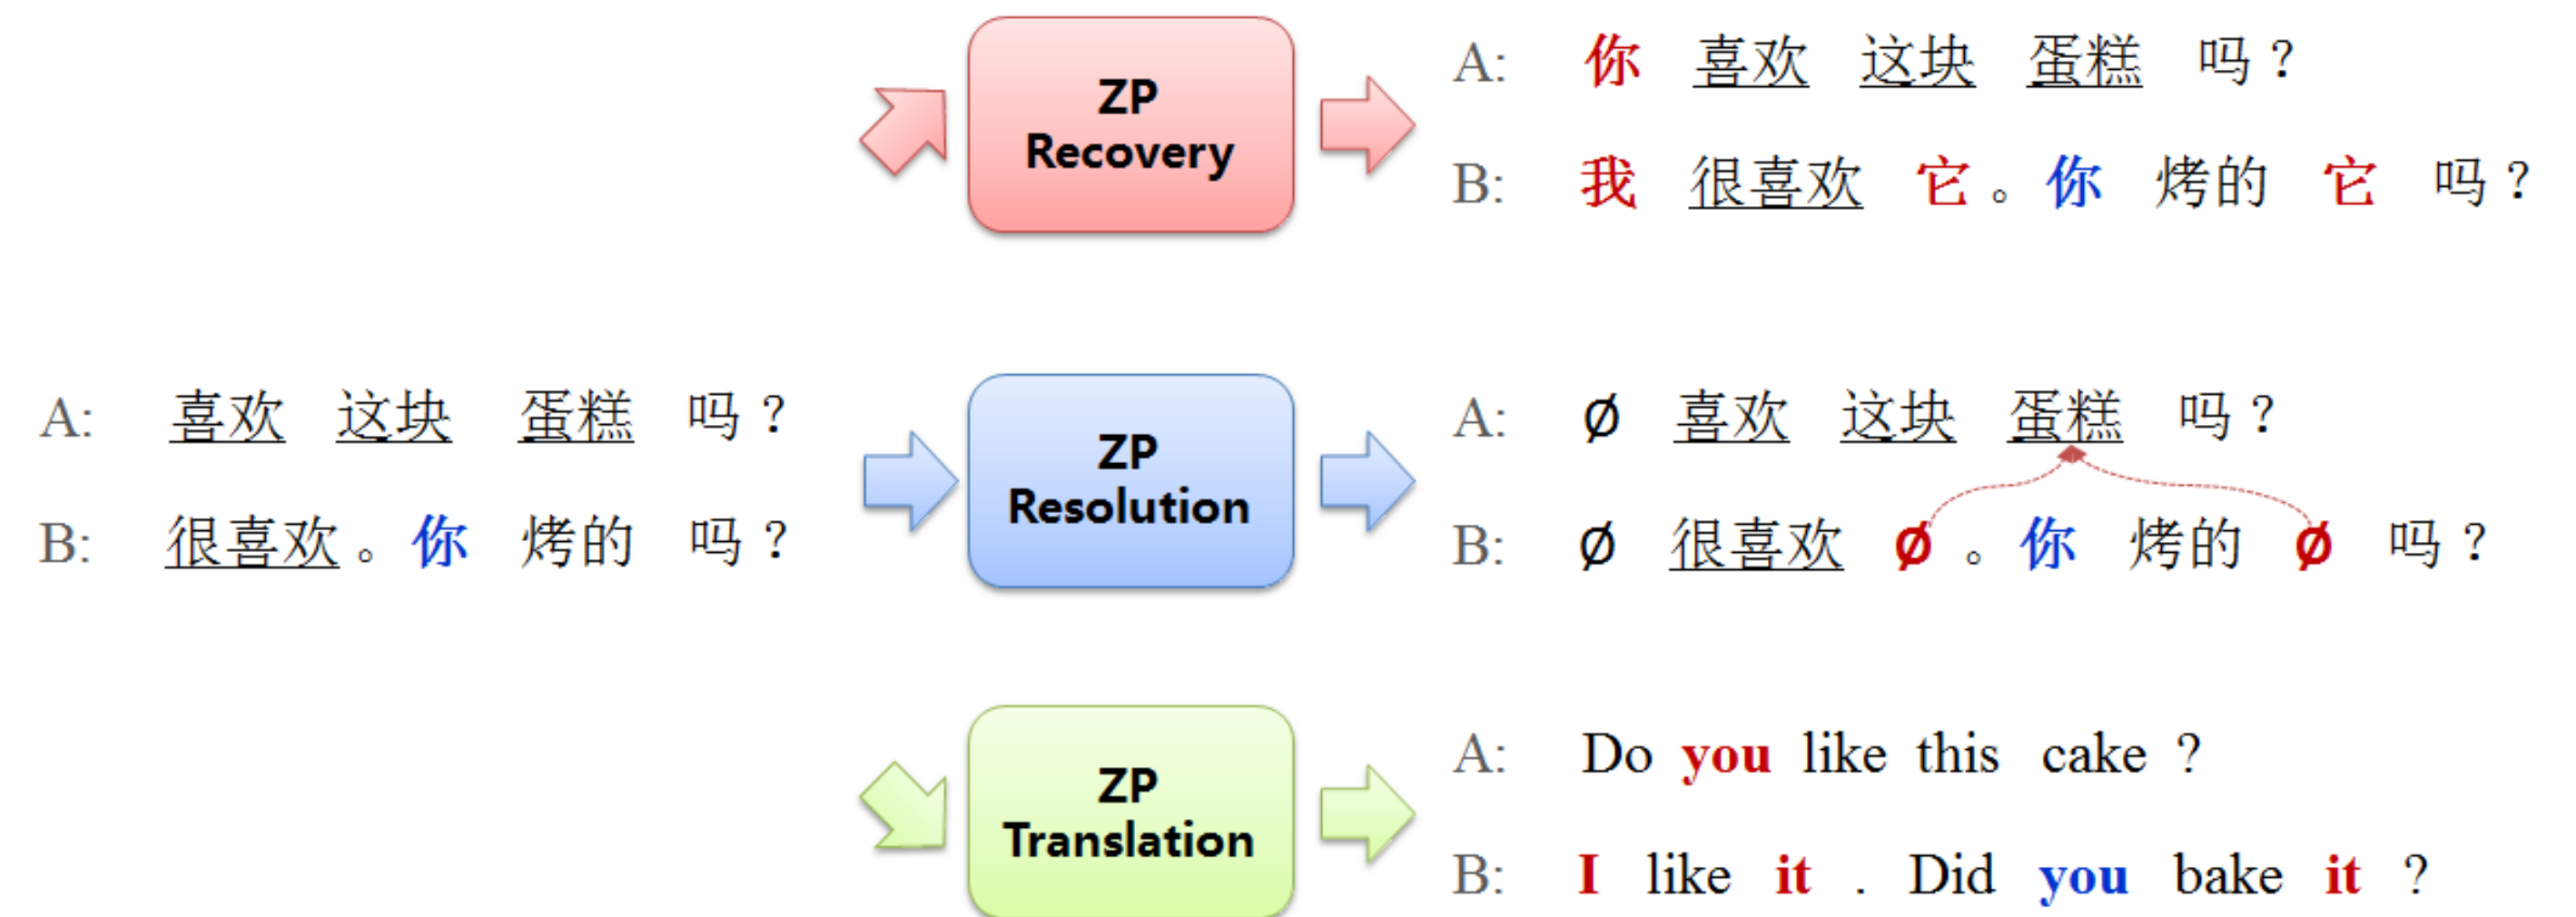 ZP
Recovery
A: 你 喜欢 这块 蛋糕 吗？
B: 我 很喜欢 它 。 你 烤的 它 吗？
A: 喜欢 这块 蛋糕 吗？
B: 很喜欢 。 你 烤的 吗？
ZP
Resolution
A: Ø 喜欢 这块 蛋糕 吗？
B: Ø 很喜欢 Ø 。 你 烤的 Ø 吗？
ZP
Translation
A: Do you like this cake ?
B: I like it . Did you bake it ?